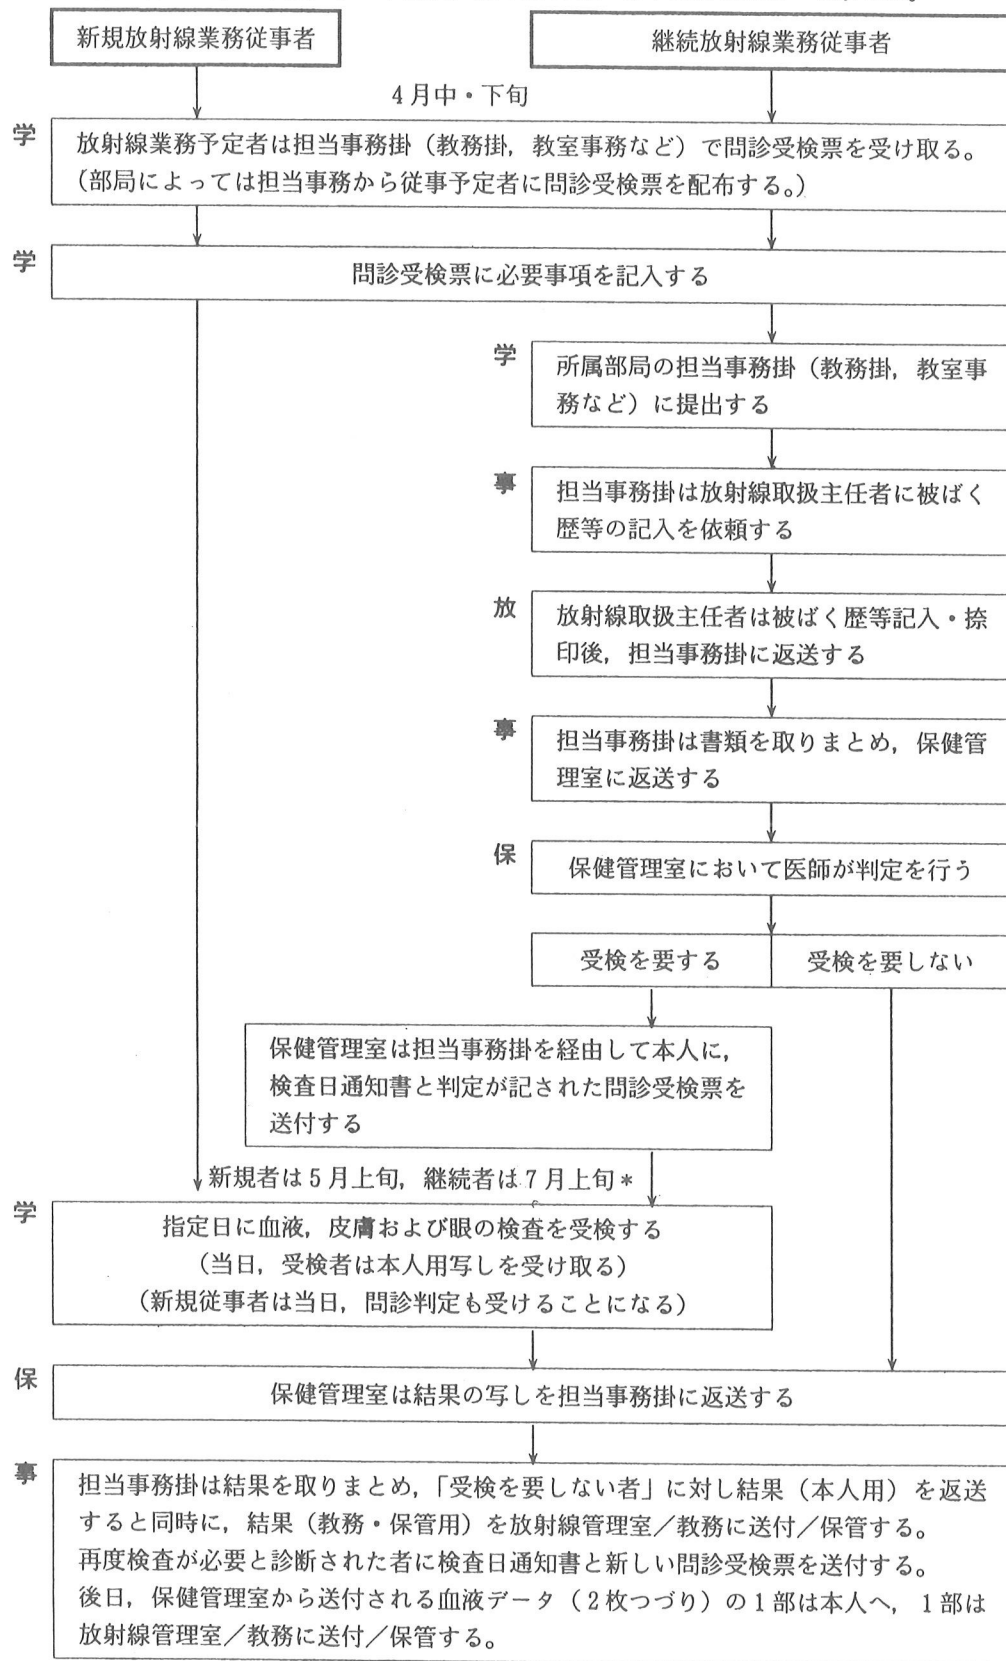 新規放射線業務従事者
継続放射線業務従事者
4月中・下旬
学
放射線業務予定者は担当事務掛（教務掛，教室事務など）で問診受検票を受け取る。
（部局によっては担当事務から従事予定者に問診受検票を配布する。）
学
問診受検票に必要事項を記入する
学
所属部局の担当事務掛（教務掛，教室事
務など）に提出する
事
担当事務掛は放射線取扱主任者に被ばく
歴等の記入を依頼する
放
放射線取扱主任者は被ばく歴等記入・捺
印後，担当事務掛に返送する
事
担当事務掛は書類を取りまとめ，保健管
理室に返送する
保
保健管理室において医師が判定を行う
受検を要する
受検を要しない
保健管理室は担当事務掛を経由して本人に，
検査日通知書と判定が記された問診受検票を
送付する
新規者は5月上旬，継続者は7月上旬＊
学
指定日に血液，皮膚および眼の検査を受検する
（当日，受検者は本人用写しを受け取る）
（新規従事者は当日，問診判定も受けることになる）
保
保健管理室は結果の写しを担当事務掛に返送する
事
担当事務掛は結果を取りまとめ，「受検を要しない者」に対し結果（本人用）を返送
すると同時に，結果（教務・保管用）を放射線管理室／教務に送付／保管する。
再度検査が必要と診断された者に検査日通知書と新しい問診受検票を送付する。
後日，保健管理室から送付される血液データ（2枚つづり）の1部は本人へ，1部は
放射線管理室／教務に送付／保管する。